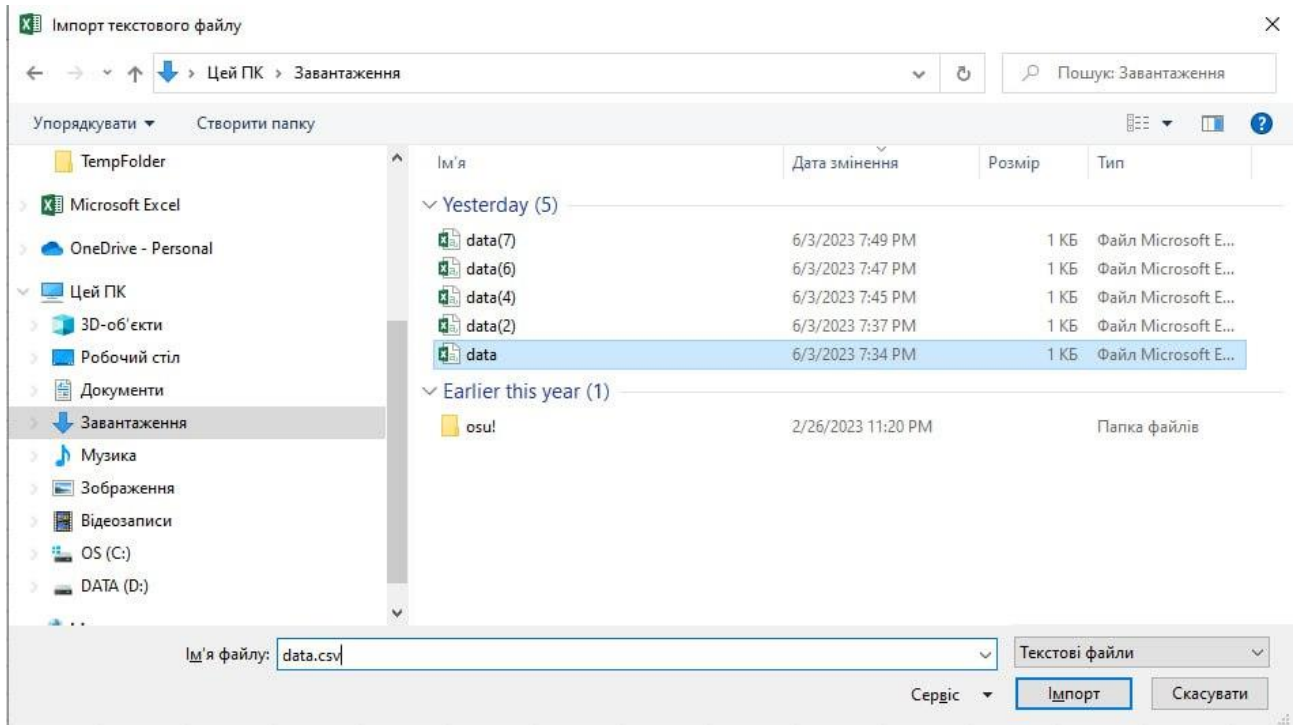 Імпорт текстового файлу
Цей ПК > Завантаження
Пошук: Завантаження
Упорядкувати
Створити папку
TempFolder
Microsoft Excel
OneDrive - Personal
Цей ПК
3D-об'єкти
Робочий стіл
Документи
Завантаження
Музика
Зображення
Відеозаписи
OS (C:)
DATA (D:)
Ім'я Дата змінення Розмір Тип
Yesterday (5)
data(7) 6/3/2023 7:49 PM 1 КБ Файл Microsoft E...
data(6) 6/3/2023 7:47 PM 1 КБ Файл Microsoft E...
data(4) 6/3/2023 7:45 PM 1 КБ Файл Microsoft E...
data(2) 6/3/2023 7:37 PM 1 КБ Файл Microsoft E...
data 6/3/2023 7:34 PM 1 КБ Файл Microsoft E...
Earlier this year (1)
osu! 2/26/2023 11:20 PM Папка файлів
Ім'я файлу: data.csv
Текстові файли
Сервіс
Імпорт
Скасувати